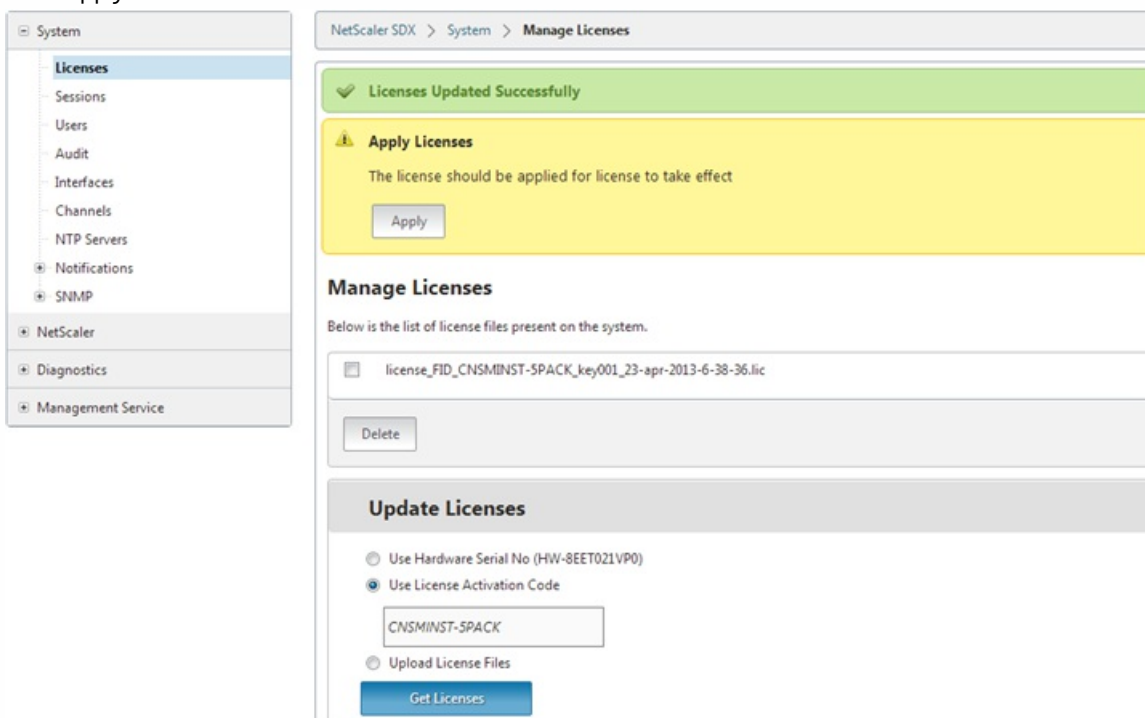 System
Licenses
Sessions
Users
Audit
Interfaces
Channels
NTP Servers
Notifications
SNMP
NetScaler
Diagnostics
Management Service
NetScaler SDX > System > Manage Licenses
Licenses Updated Successfully
Apply Licenses
The license should be applied for license to take effect
Apply
Manage Licenses
Below is the list of license files present on the system.
license_FID_CNSMINST-5PACK_key001_23-apr-2013-6-38-36.lic
Delete
Update Licenses
Use Hardware Serial No (HW-8EET021VP0)
Use License Activation Code
CNSMINST-5PACK
Upload License Files
Get Licenses